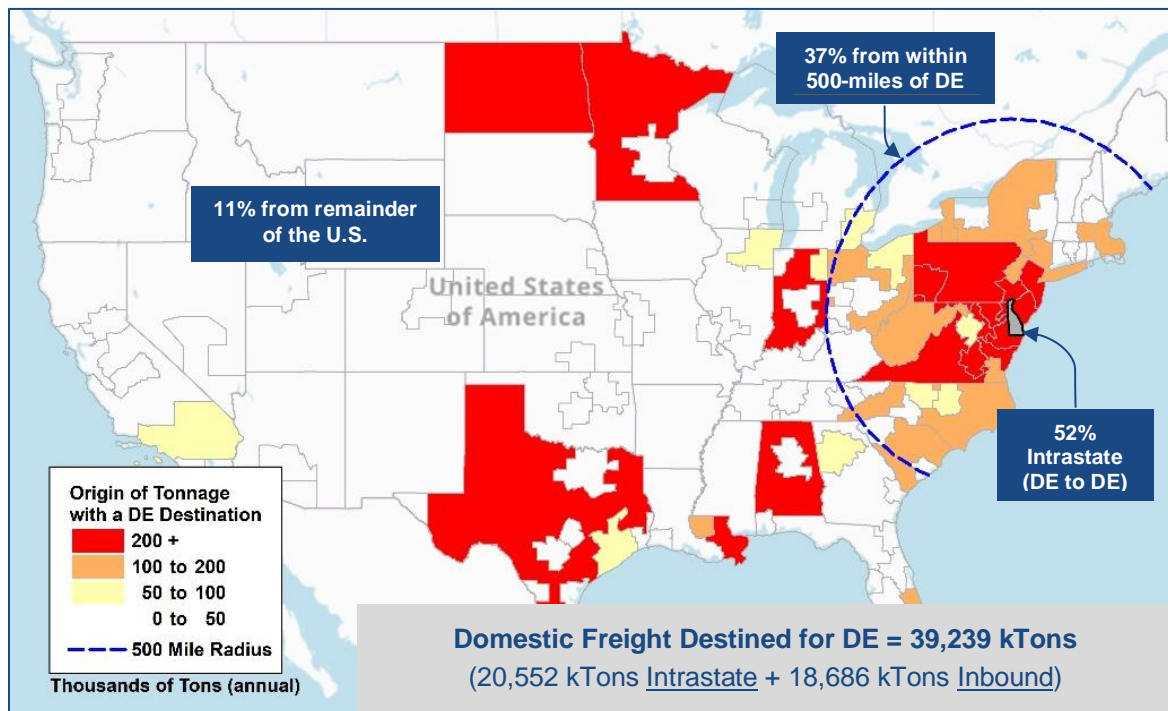 37% from within
500-miles of DE
11% from remainder
of the U.S.
United States
of America
52%
Intrastate
(DE to DE)
Origin of Tonnage
with a DE Destination
200 +
100 to 200
50 to 100
0 to 50
500 Mile Radius
Thousands of Tons (annual)
Domestic Freight Destined for DE = 39,239 kTons
(20,552 kTons Intrastate + 18,686 kTons Inbound)